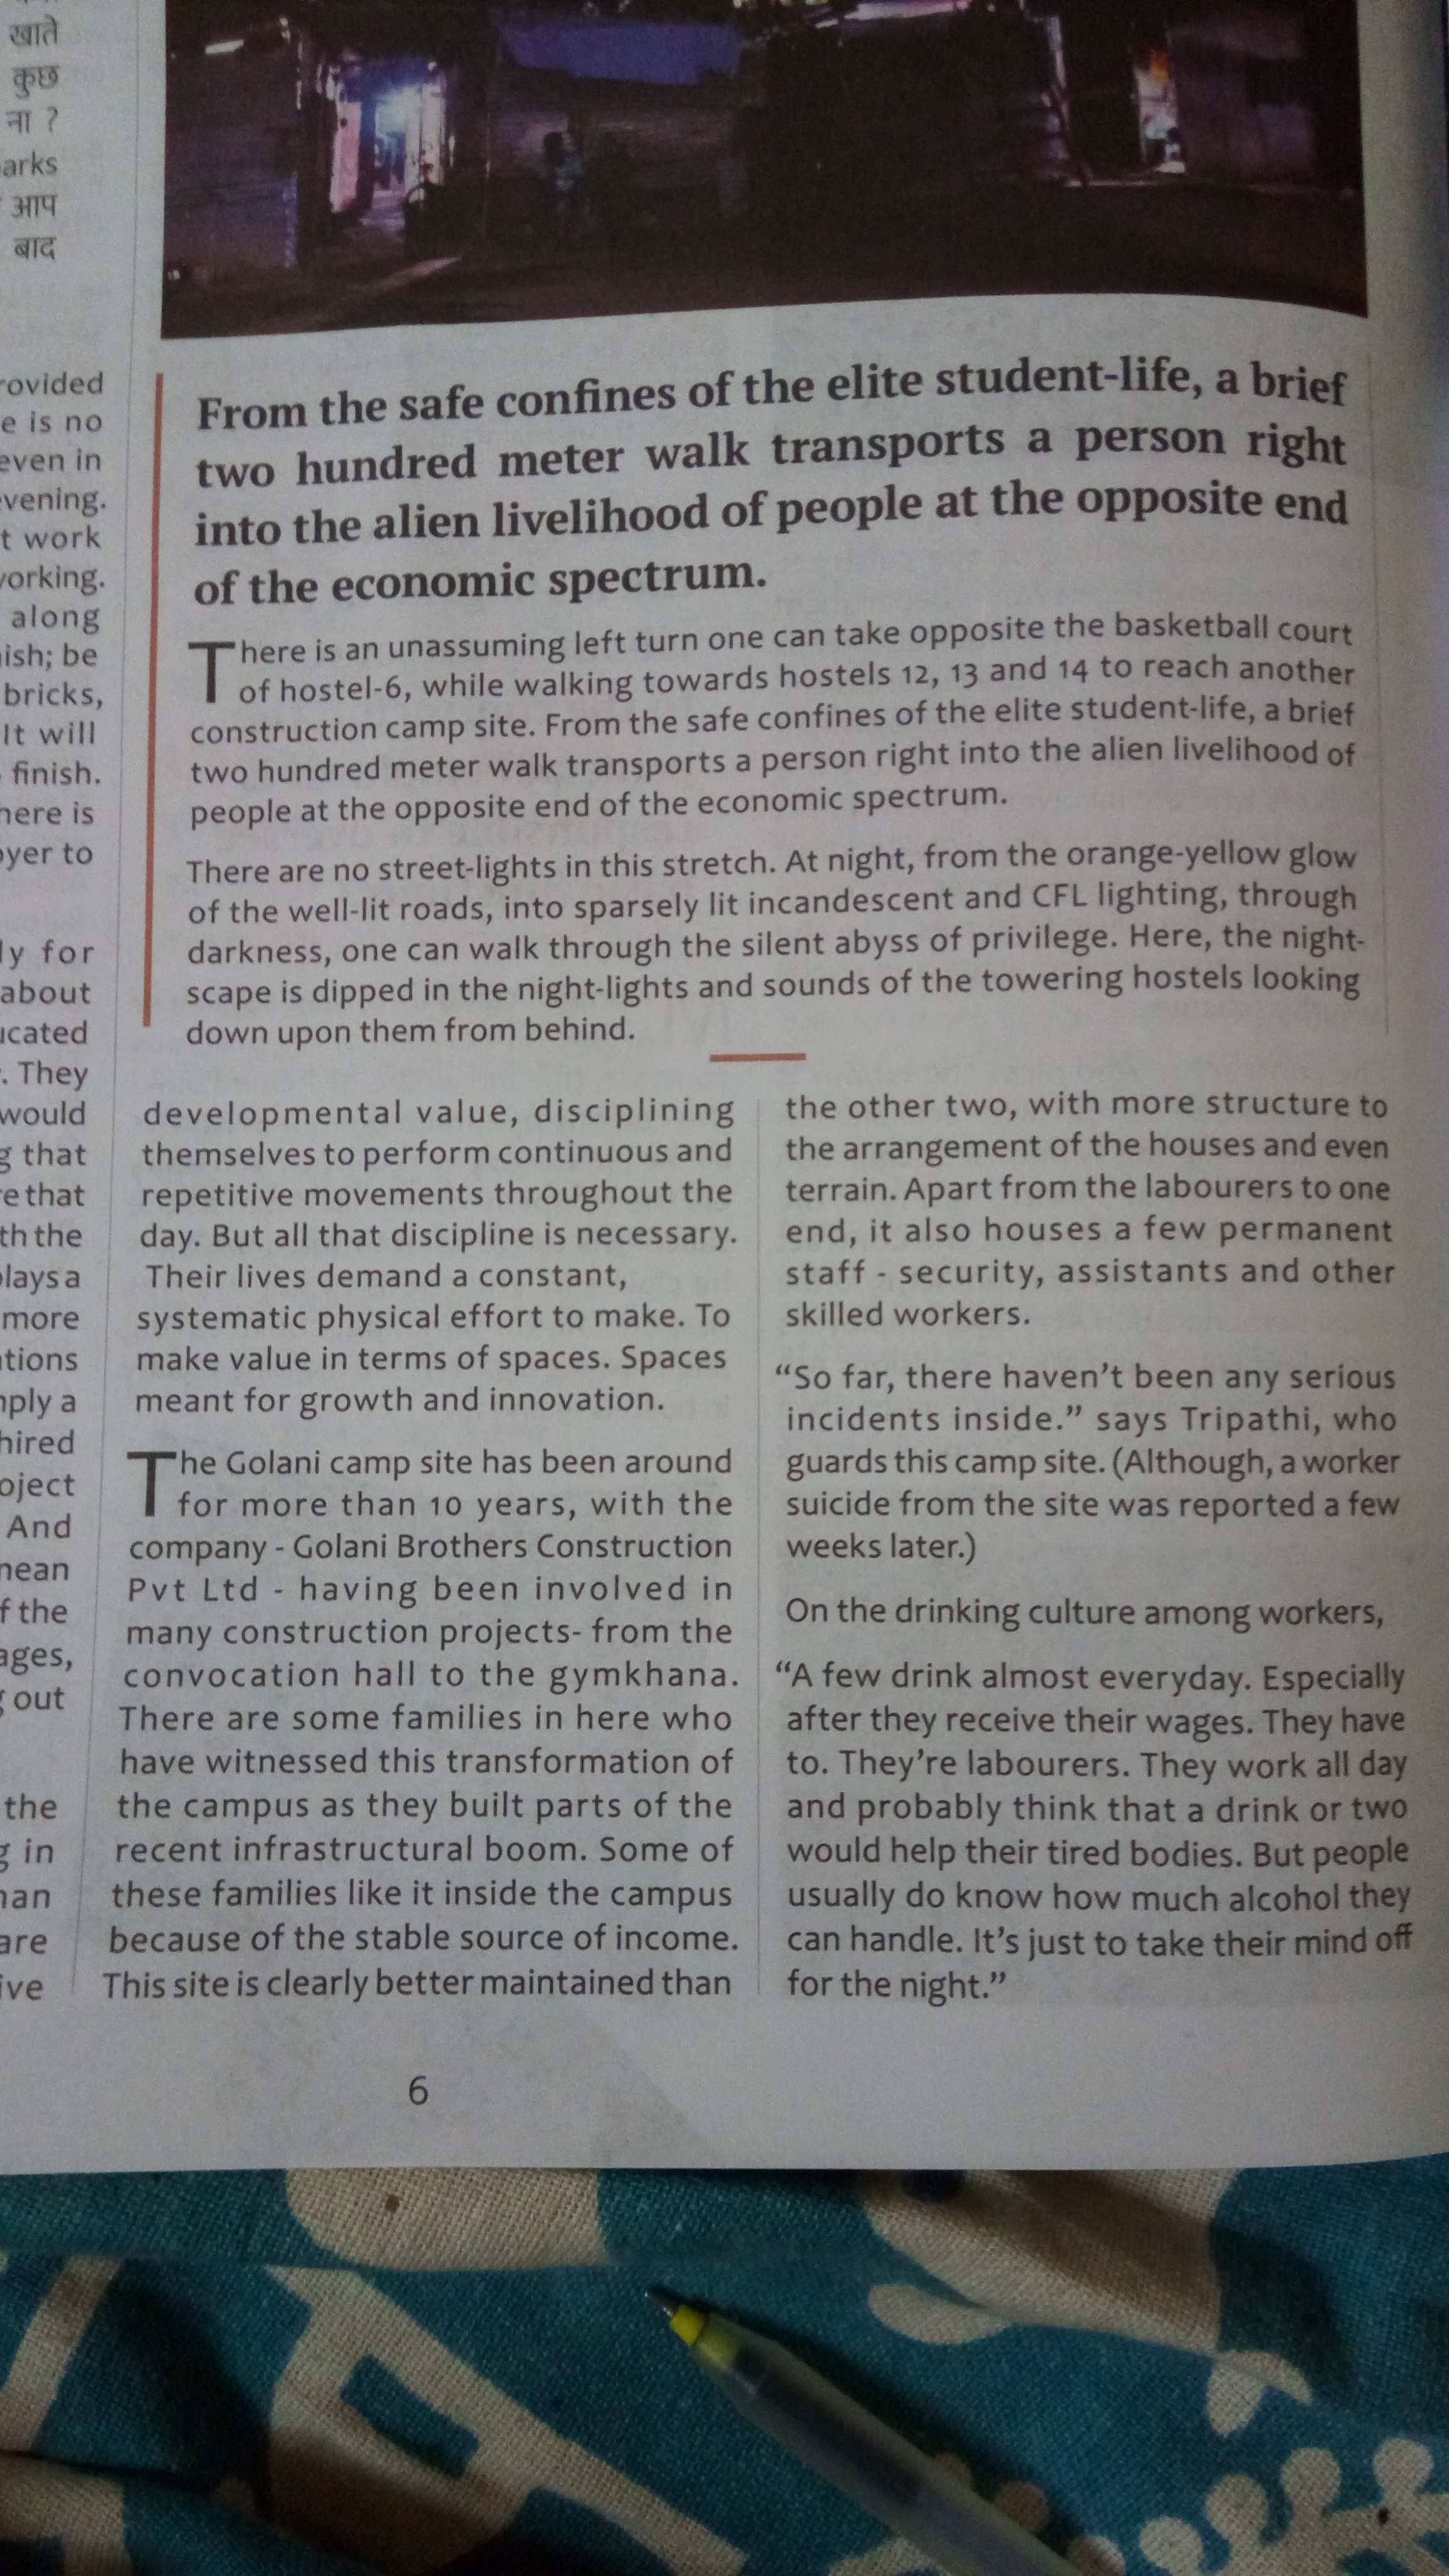 खाते
कुछ
ना ?
arks
आप
बाद
rovided
e is no
even in
vening.
t work
orking.
along
ish; be
bricks,
It will
finish.
here is
yer to
ly for
about
cated
. They
would
g that
e that
th the
lays a
more
tions
ply a
hired
oject
And
nean
f the
ages,
out
the
g in
an
are
ive
From the safe confines of the elite student-life, a brief
two hundred meter walk transports a person right
into the alien livelihood of people at the opposite end
of the economic spectrum.
There is an unassuming left turn one can take opposite the basketball court
of hostel-6, while walking towards hostels 12, 13 and 14 to reach another
construction camp site. From the safe confines of the elite student-life, a brief
two hundred meter walk transports a person right into the alien livelihood of
people at the opposite end of the economic spectrum.
There are no street-lights in this stretch. At night, from the orange-yellow glow
of the well-lit roads, into sparsely lit incandescent and CFL lighting, through
darkness, one can walk through the silent abyss of privilege. Here, the night-
scape is dipped in the night-lights and sounds of the towering hostels looking
down upon them from behind.
developmental value, disciplining
themselves to perform continuous and
repetitive movements throughout the
day. But all that discipline is necessary.
Their lives demand a constant,
systematic physical effort to make. To
make value in terms of spaces. Spaces
meant for growth and innovation.
The Golani camp site has been around
for more than 10 years, with the
company - Golani Brothers Construction
Pvt Ltd - having been involved in
many construction projects- from the
convocation hall to the gymkhana.
There are some families in here who
have witnessed this transformation of
the campus as they built parts of the
recent infrastructural boom. Some of
these families like it inside the campus
because of the stable source of income.
This site is clearly better maintained than
the other two, with more structure to
the arrangement of the houses and even
terrain. Apart from the labourers to one
end, it also houses a few permanent
staff - security, assistants and other
skilled workers.
“So far, there haven’t been any serious
incidents inside.” says Tripathi, who
guards this camp site. (Although, a worker
suicide from the site was reported a few
weeks later.)
On the drinking culture among workers,
“A few drink almost everyday. Especially
after they receive their wages. They have
to. They’re labourers. They work all day
and probably think that a drink or two
would help their tired bodies. But people
usually do know how much alcohol they
can handle. It’s just to take their mind off
for the night.”
6